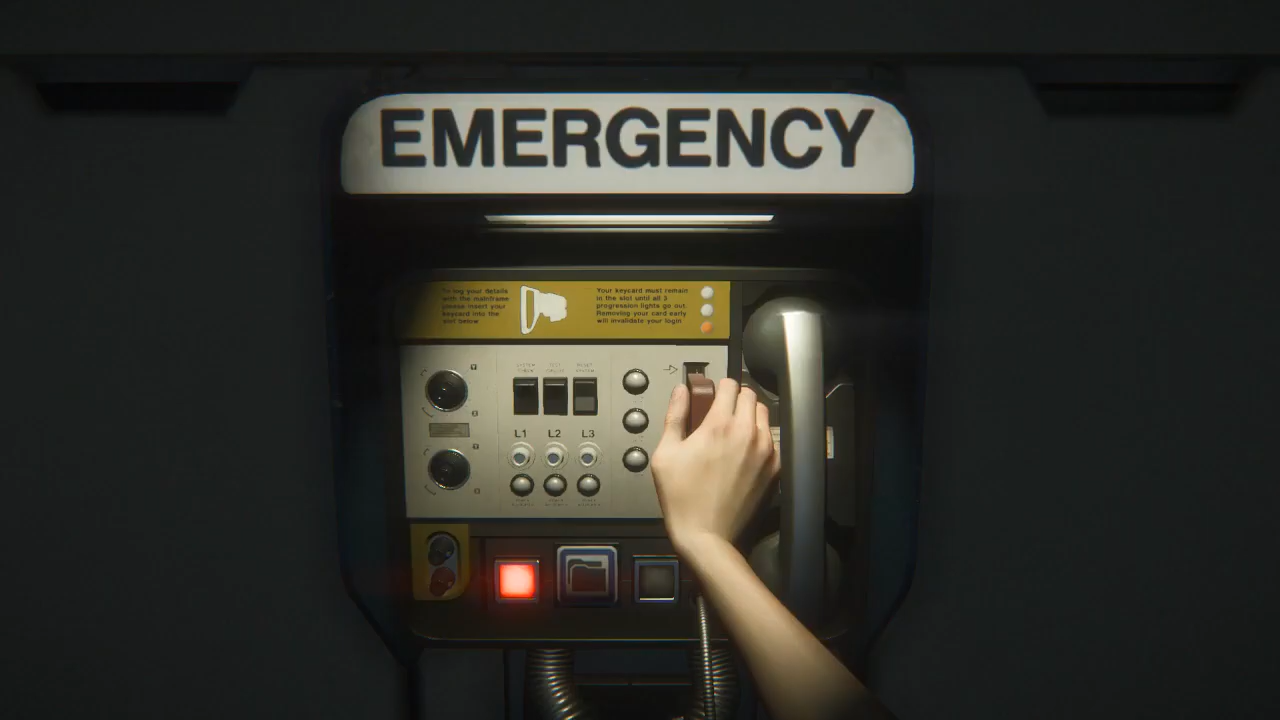 EMERGENCY
To log your details
with the mainframe
please insert your
keycard into the
slot below
Your keycard must remain
in the slot until all 3
progression lights go out.
Removing your card early
will invalidate your login
L1 L2 L3